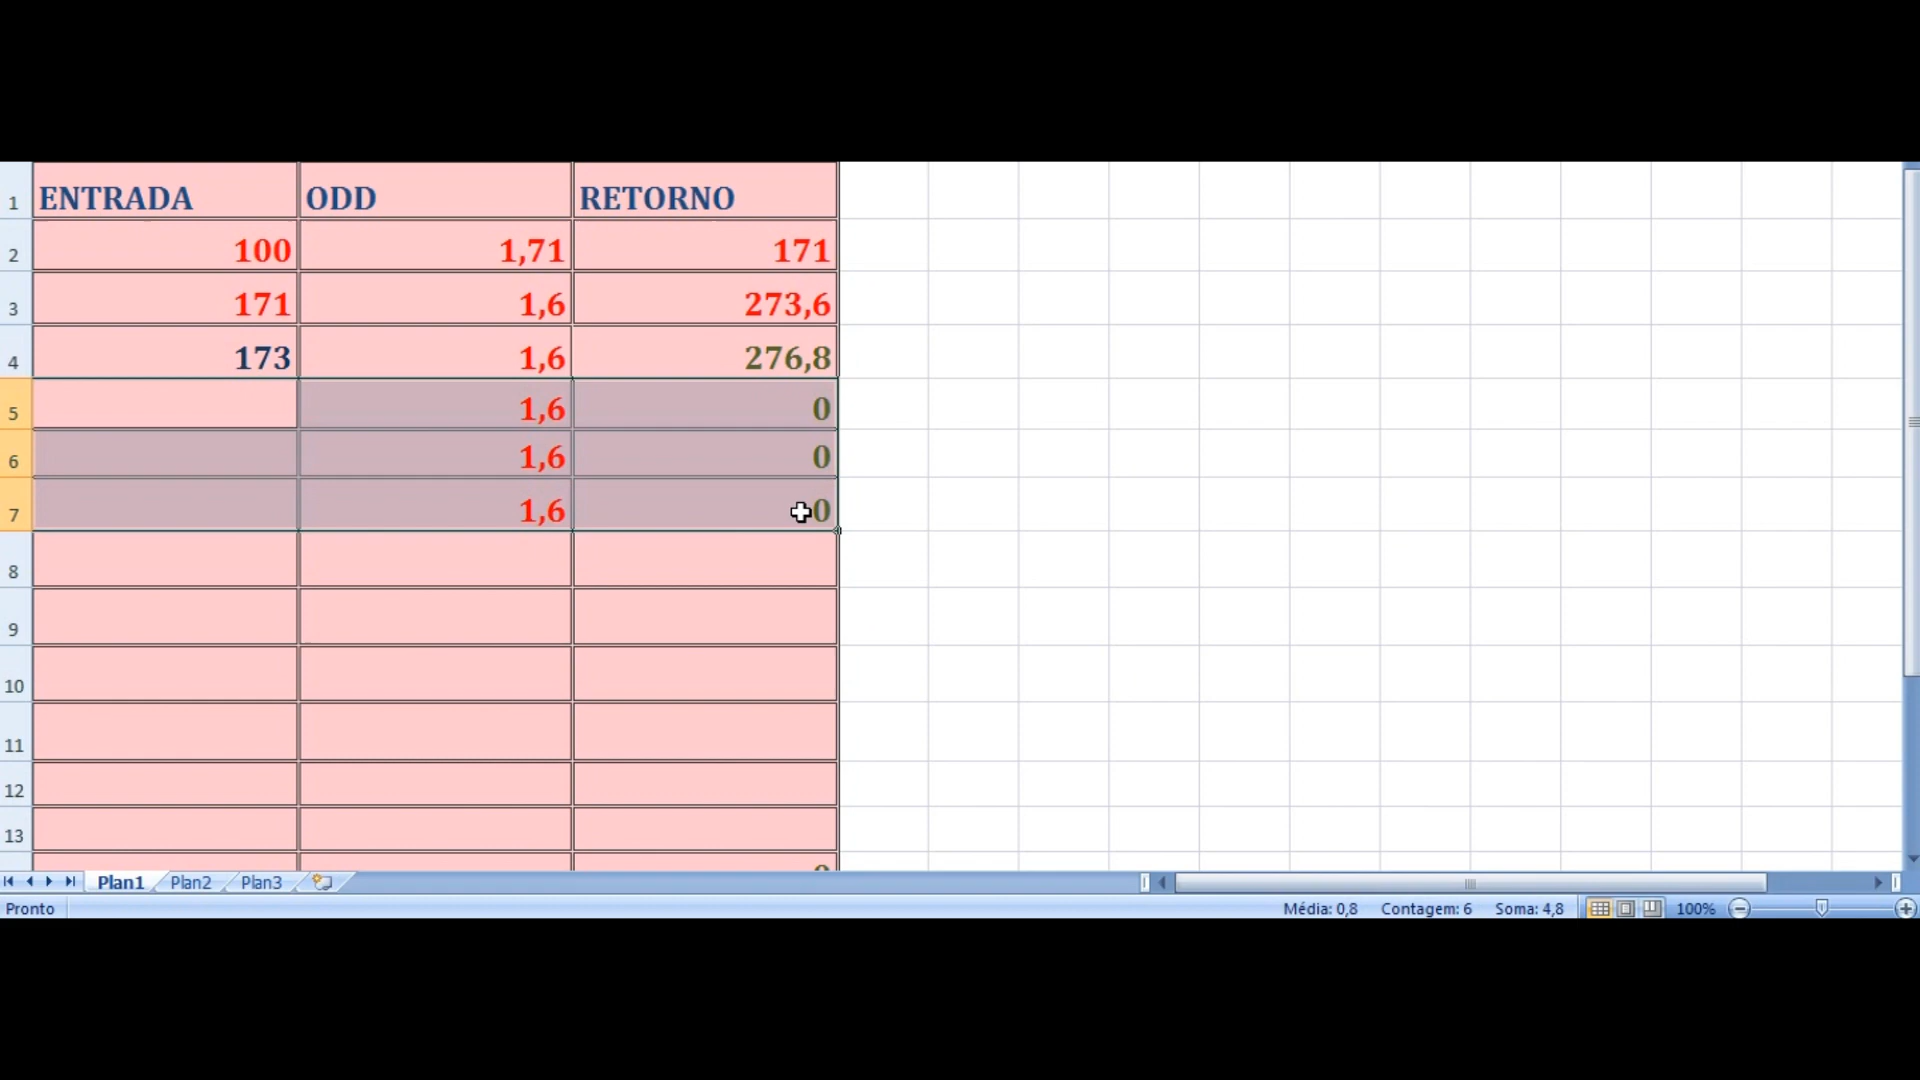 1 ENTRADA ODD RETORNO
2 100 1,71 171
3 171 1,6 273,6
4 173 1,6 276,8
5 1,6 0
6 1,6 0
7 1,6 0
8
9
10
11
12
13
Plan1 Plan2 Plan3
Pronto Média: 0,8 Contagem: 6 Soma: 4,8 100%